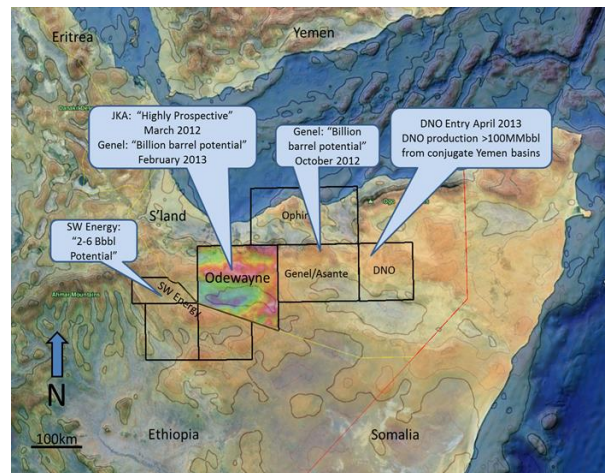 Eritrea
Yemen
JKA: "Highly Prospective"
March 2012
Genel: "Billion barrel potential"
February 2013
Genel: "Billion
barrel potential"
October 2012
DNO Entry April 2013
DNO production >100MMbbl
from conjugate Yemen basins
SW Energy:
"2-6 Bbbl
Potential"
S'land
Ophir
Odewayne
Genel/Asante
DNO
SW Energy
N
100km
Ethiopia
Somalia